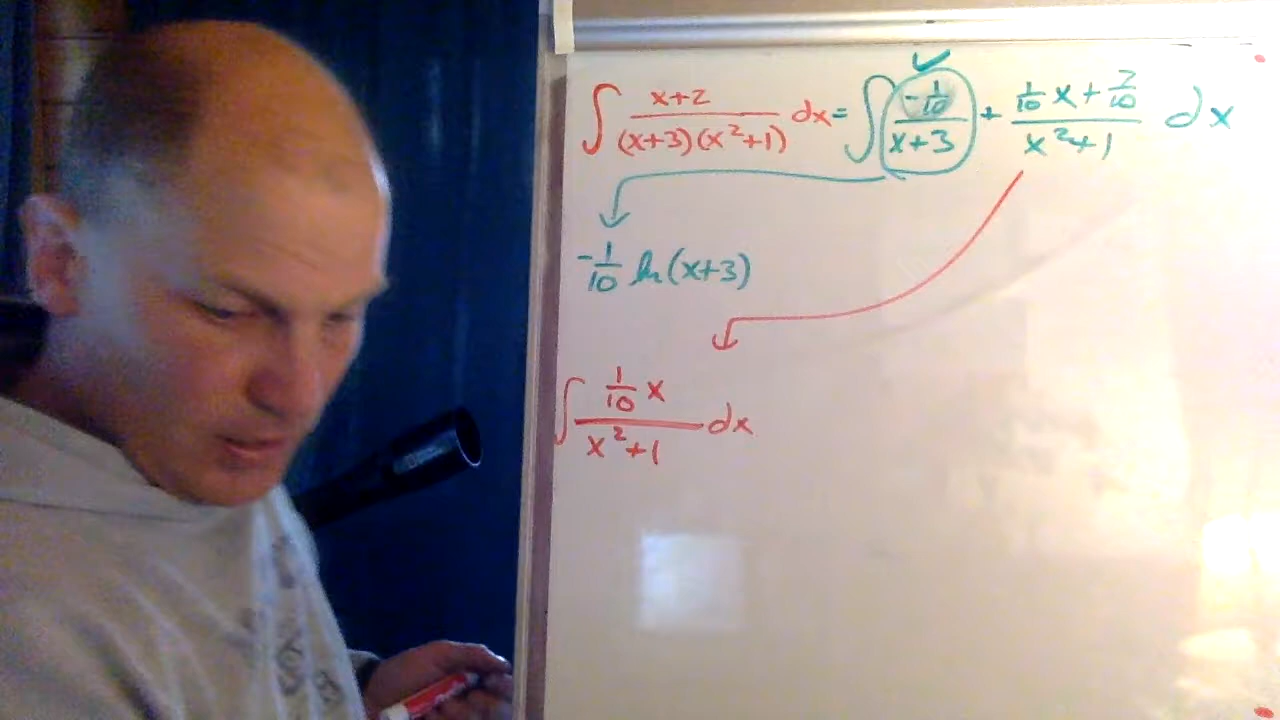 ∫ (x+2)/((x+3)(x²+1)) dx = ∫ (-1/10)/(x+3) + (1/10 x + 7/10)/(x²+1) dx
-1/10 ln(x+3)
∫ (1/10 x)/(x²+1) dx